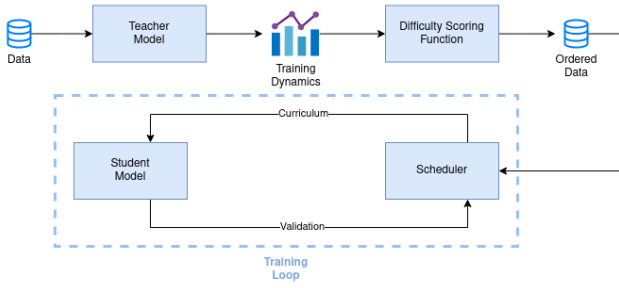 Data
Teacher
Model
Training
Dynamics
Difficulty Scoring
Function
Ordered
Data
Curriculum
Student
Model
Scheduler
Validation
Training
Loop